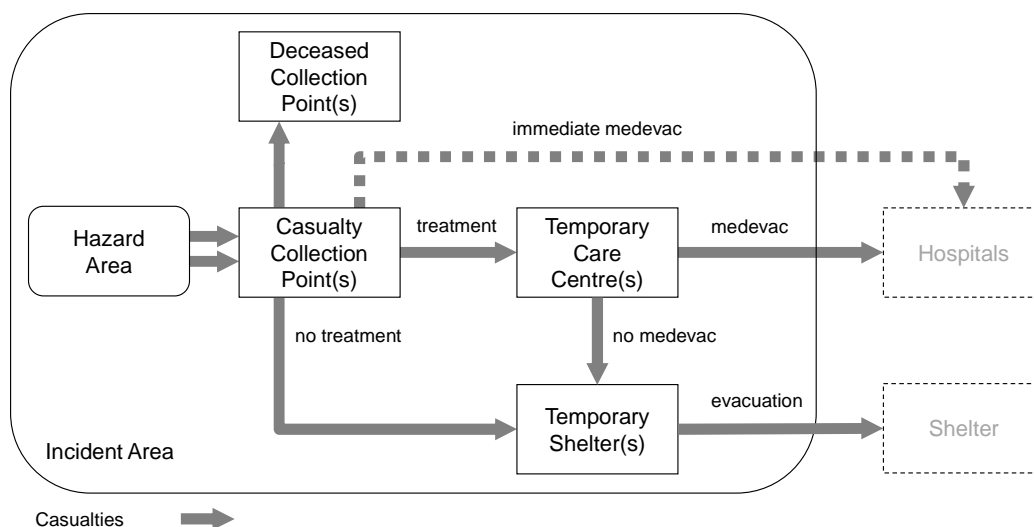 Deceased
Collection
Point(s)
immediate medevac
Hazard
Area
Casualty
Collection
Point(s)
treatment
Temporary
Care
Centre(s)
medevac
Hospitals
no treatment
no medevac
Temporary
Shelter(s)
evacuation
Shelter
Incident Area
Casualties